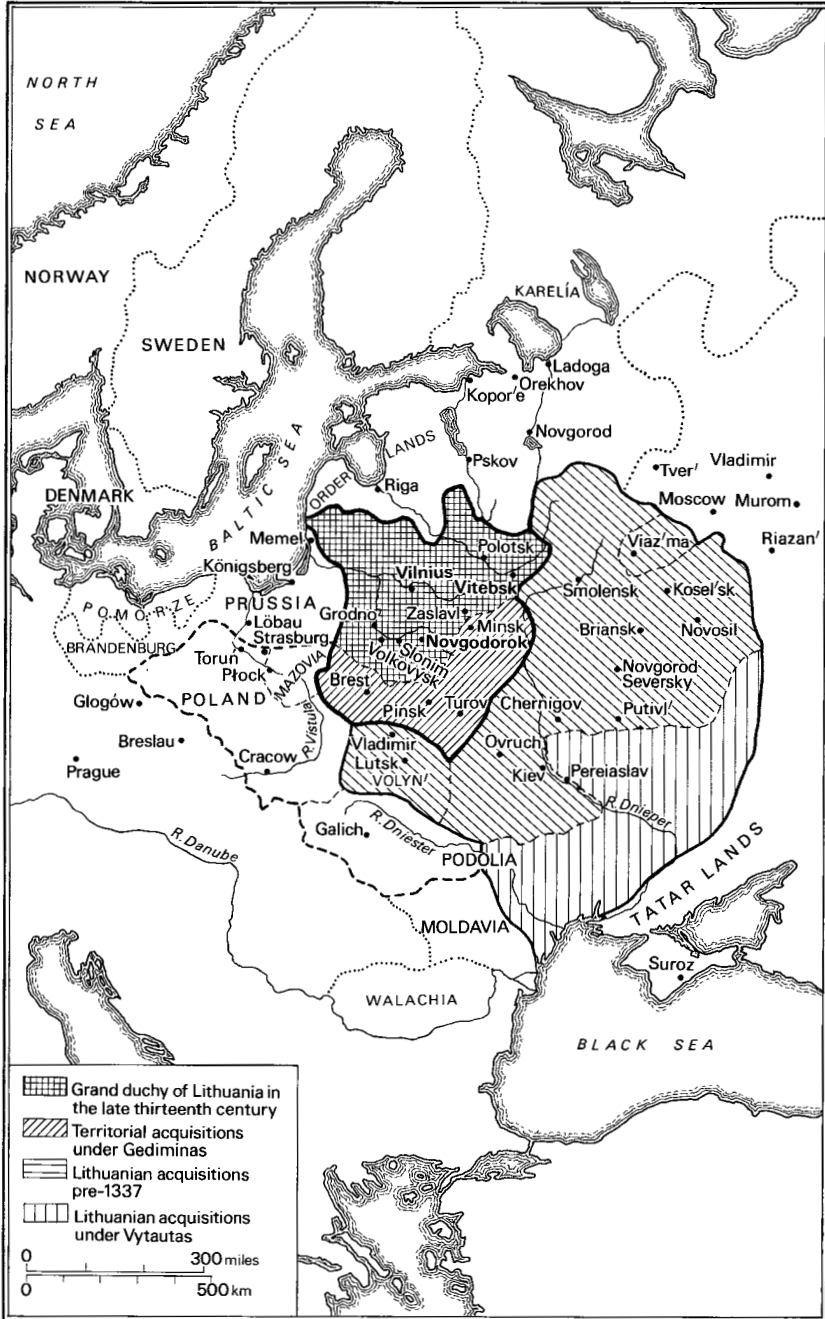 NORTH
SEA
NORWAY
SWEDEN
KARELÍA
Ladoga
Orekhov
Kopor'e
Novgorod
ORDER LANDS
Pskov
BALTIC SEA
Riga
DENMARK
Tver'
Vladimir
Moscow
Murom
Riazan'
Memel
Polotsk
Viaz'ma
Königsberg
Vilnius
Vitebsk
Smolensk
Kosel'sk
POMORZE
PRUSSIA
Grodno
Zaslavl
Minsk
Löbau
Strasburg
Novgodorok
Briansk
Novosil
BRANDENBURG
Volkovysk
Slonim
Toruń
Płock
MAZOVIA
Novgorod
Seversky
POLAND
Brest
Głogów
Pinsk
Turov
Chernigov
Putivl'
R.Vistula
Breslau
Vladimir
Ovruch
Prague
Cracow
Lutsk
VOLYN'
Kiev
Pereiaslav
R.Dnieper
Galich
R.Dniester
R.Danube
PODOLIA
TATAR LANDS
MOLDAVIA
Suroz
WALACHIA
BLACK SEA
Grand duchy of Lithuania in
the late thirteenth century
Territorial acquisitions
under Gediminas
Lithuanian acquisitions
pre-1337
Lithuanian acquisitions
under Vytautas
0 300 miles
0 500 km